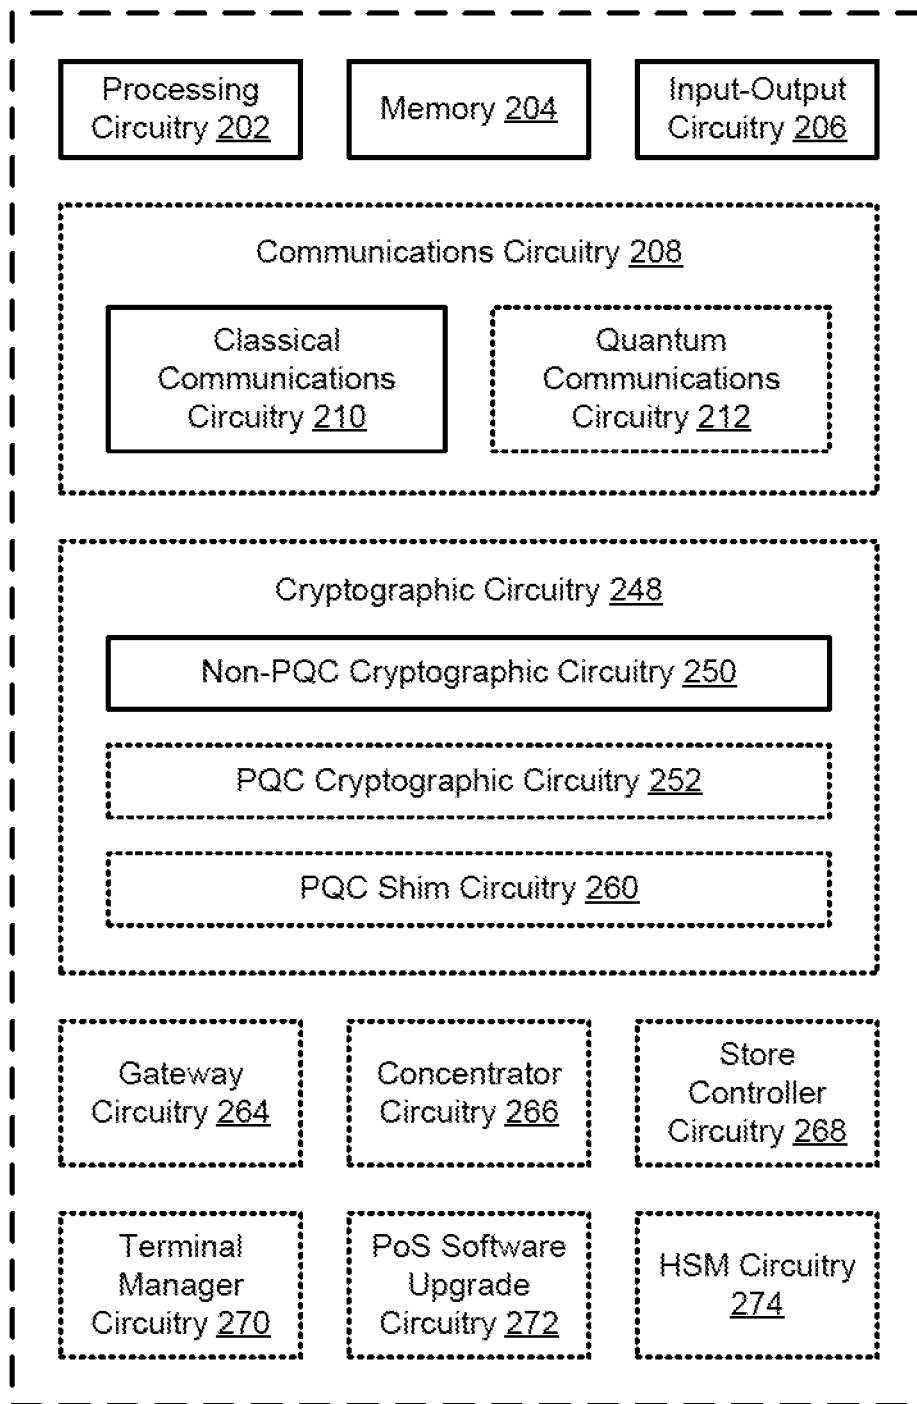 Processing
Circuitry 202
Memory 204
Input-Output
Circuitry 206
Communications Circuitry 208
Classical
Communications
Circuitry 210
Quantum
Communications
Circuitry 212
Cryptographic Circuitry 248
Non-PQC Cryptographic Circuitry 250
PQC Cryptographic Circuitry 252
PQC Shim Circuitry 260
Gateway
Circuitry 264
Concentrator
Circuitry 266
Store
Controller
Circuitry 268
Terminal
Manager
Circuitry 270
PoS Software
Upgrade
Circuitry 272
HSM Circuitry
274